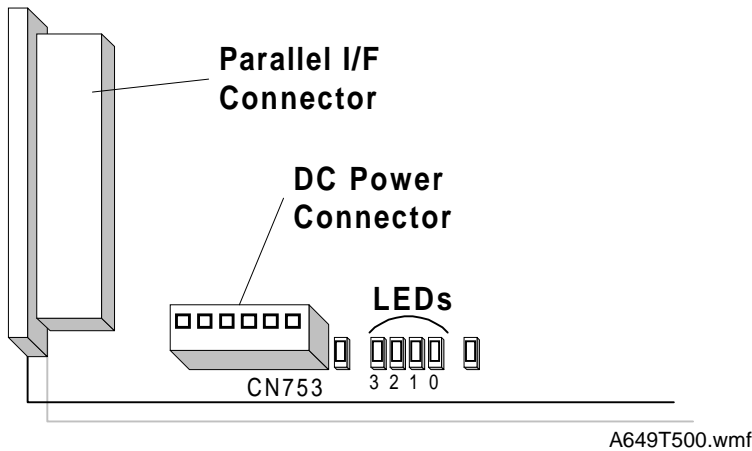 Parallel I/F
Connector
DC Power
Connector
LEDs
CN753
3 2 1 0
A649T500.wmf